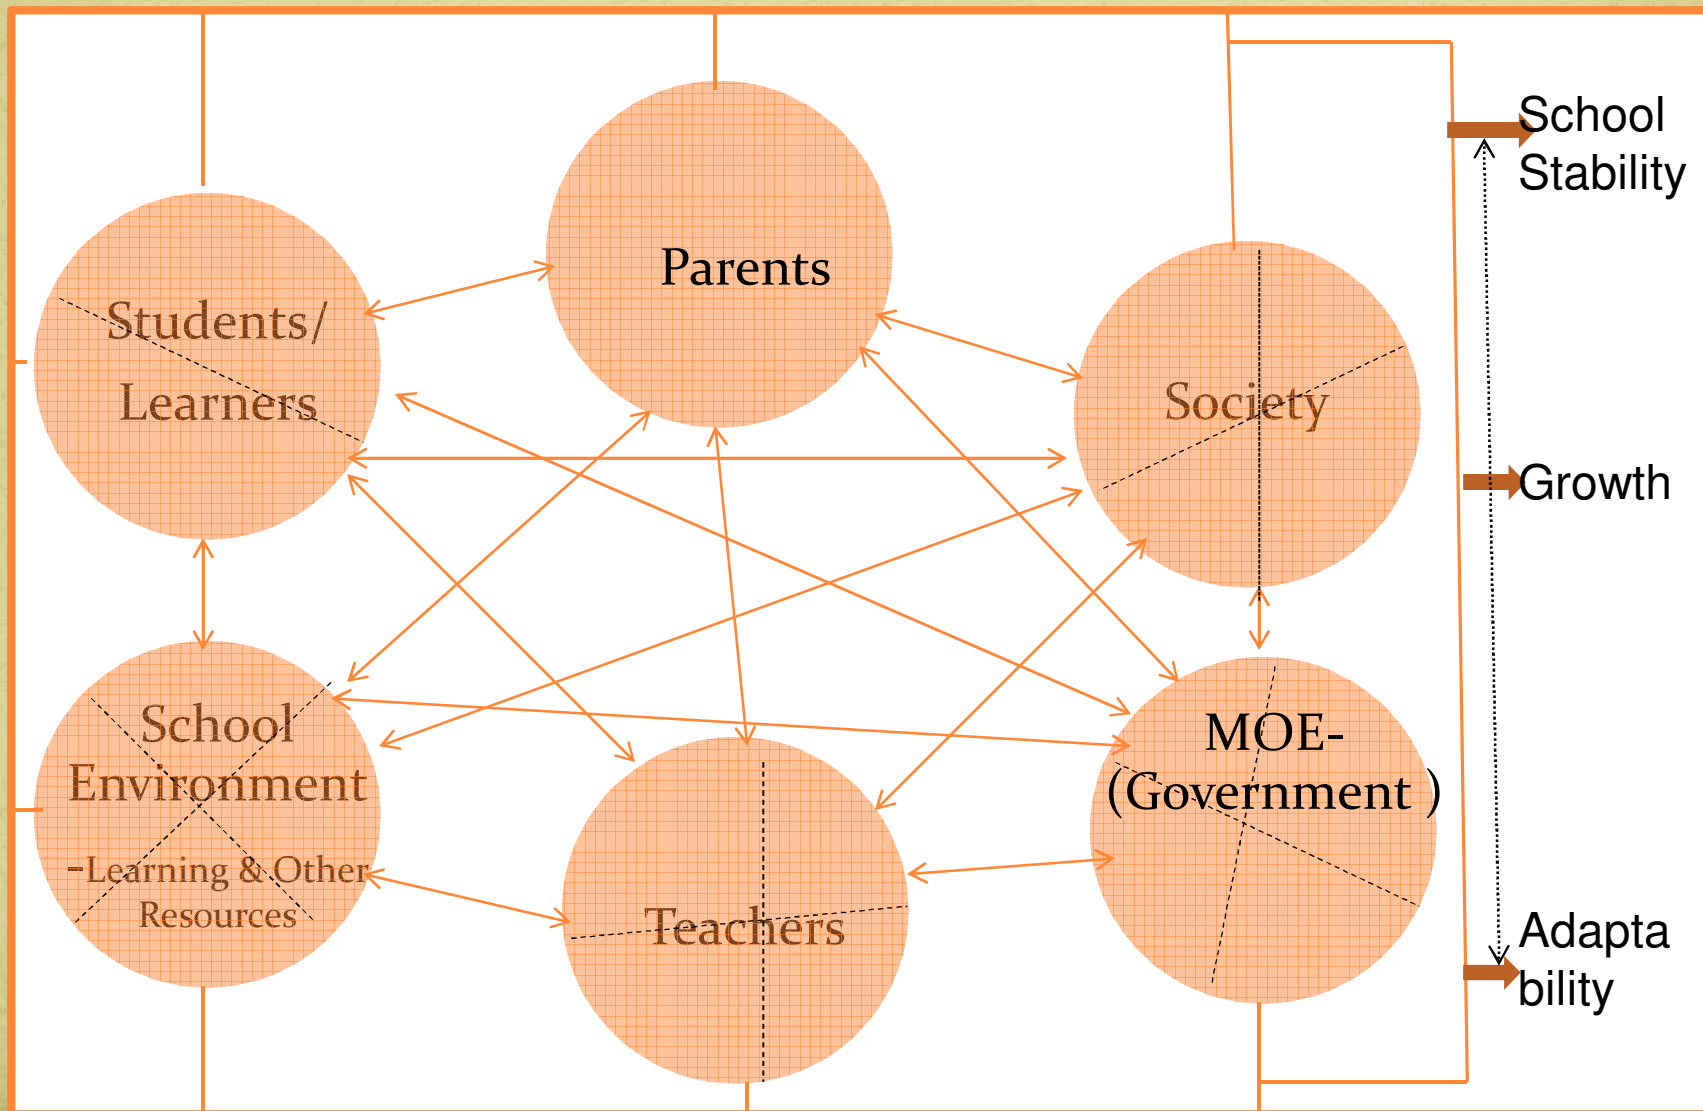 Students/
Learners
Parents
Society
School
Environment
-Learning & Other
Resources
Teachers
MOE-
(Government )
School
Stability
Growth
Adapta
bility